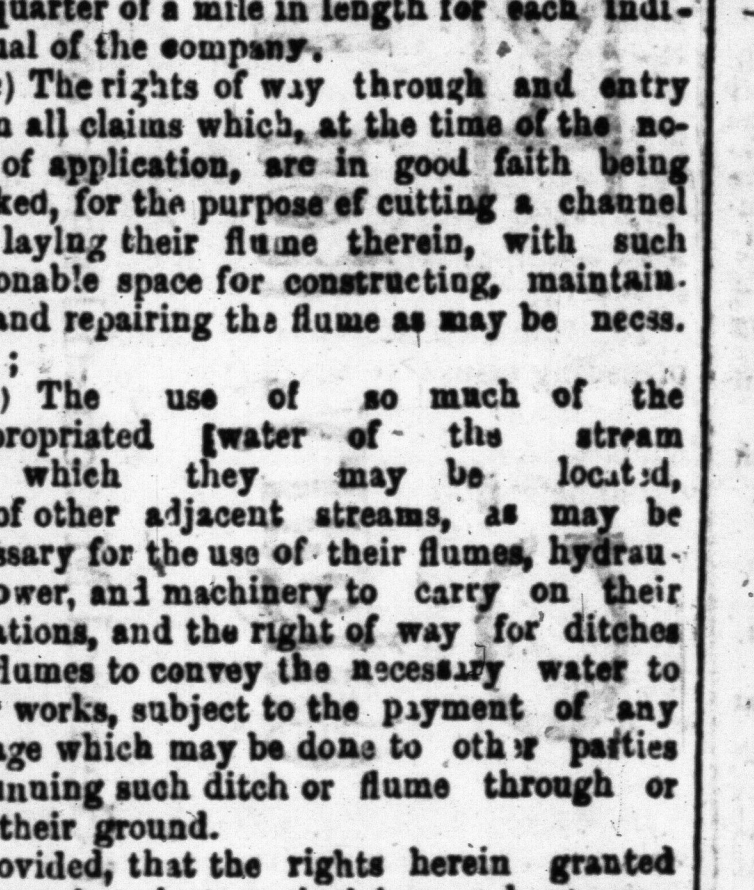 quarter of a mile in length for each indi-
ual of the company.
) The rights of way through and entry
n all claims which, at the time of the no-
of application, are in good faith being
ked, for the purpose of cutting a channel
laying their flume therein, with such
onable space for constructing, maintain-
and repairing the flume as may be necss.
;
) The use of so much of the
propriated [water of the stream
which they may be located,
of other adjacent streams, as may be
ssary for the use of their flumes, hydrau-
ower, and machinery to carry on their
ations, and the right of way for ditches
flumes to convey the necessary water to
works, subject to the payment of any
age which may be done to other parties
unning such ditch or flume through or
their ground.
ovided, that the rights herein granted